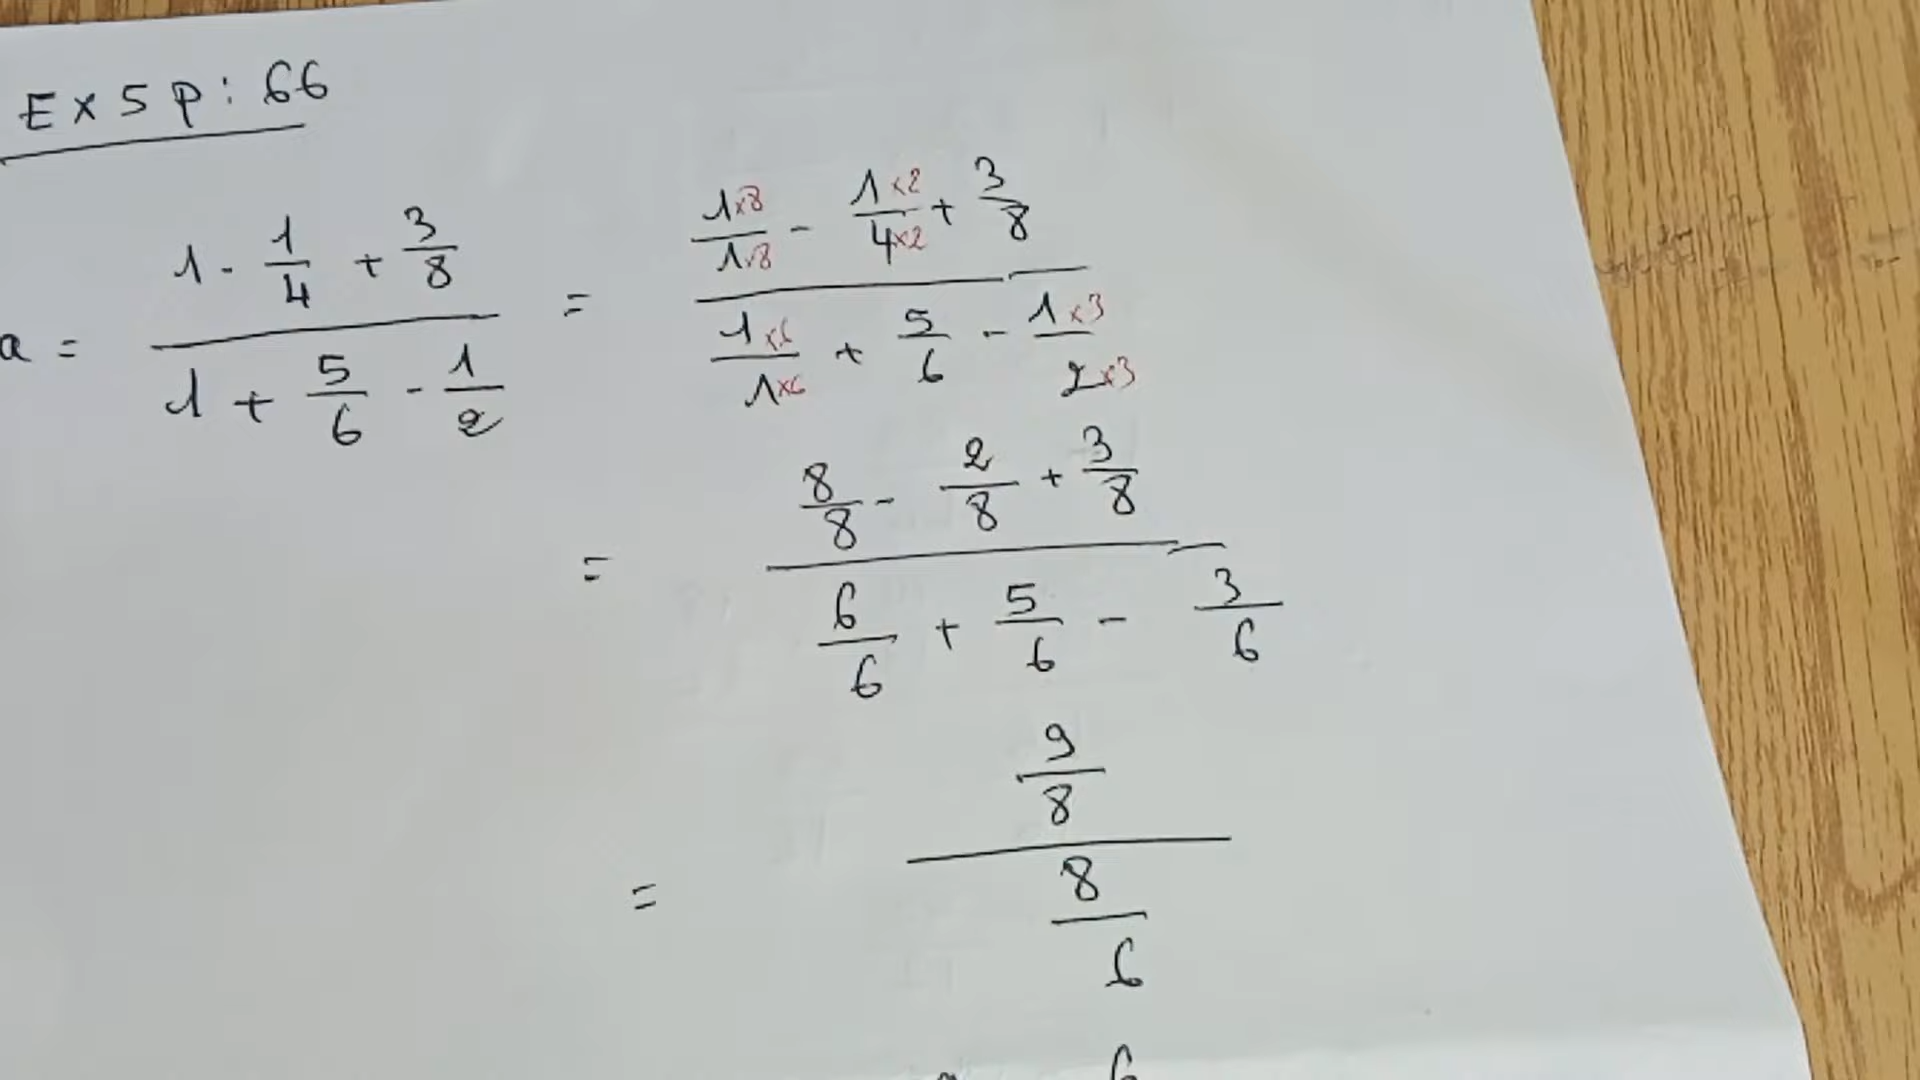 Ex 5 p: 66
a = (1 - 1/4 + 3/8) / (1 + 5/6 - 1/2) = ((1×8)/(1×8) - (1×2)/(4×2) + 3/8) / ((1×6)/(1×6) + 5/6 - (1×3)/(2×3))
= (8/8 - 2/8 + 3/8) / (6/6 + 5/6 - 3/6)
= (9/8) / (8/6)